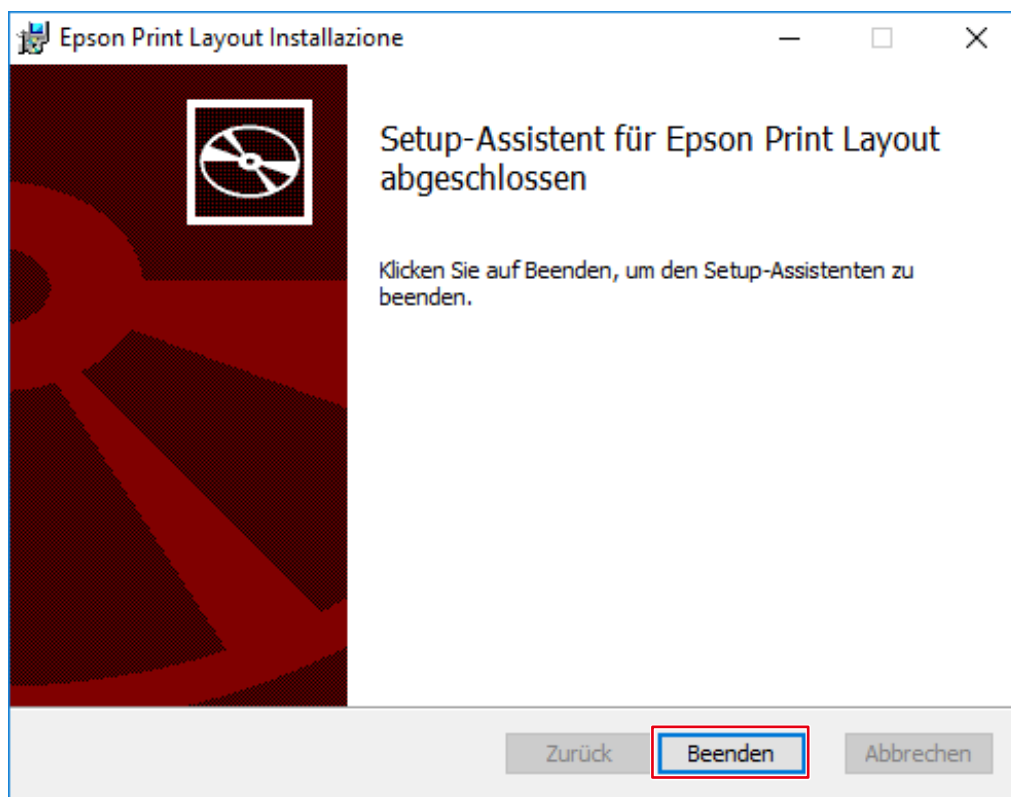 Epson Print Layout Installazione
Setup-Assistent für Epson Print Layout
abgeschlossen
Klicken Sie auf Beenden, um den Setup-Assistenten zu
beenden.
Zurück
Beenden
Abbrechen